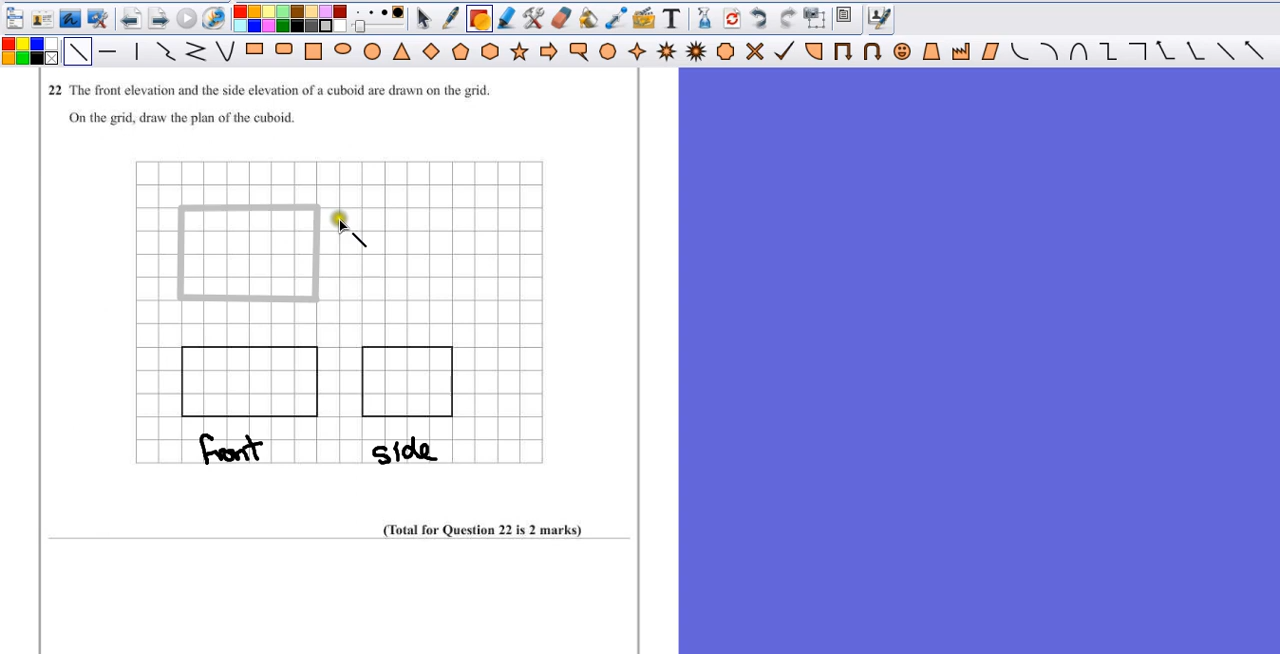 22 The front elevation and the side elevation of a cuboid are drawn on the grid.
On the grid, draw the plan of the cuboid.
front side
(Total for Question 22 is 2 marks)